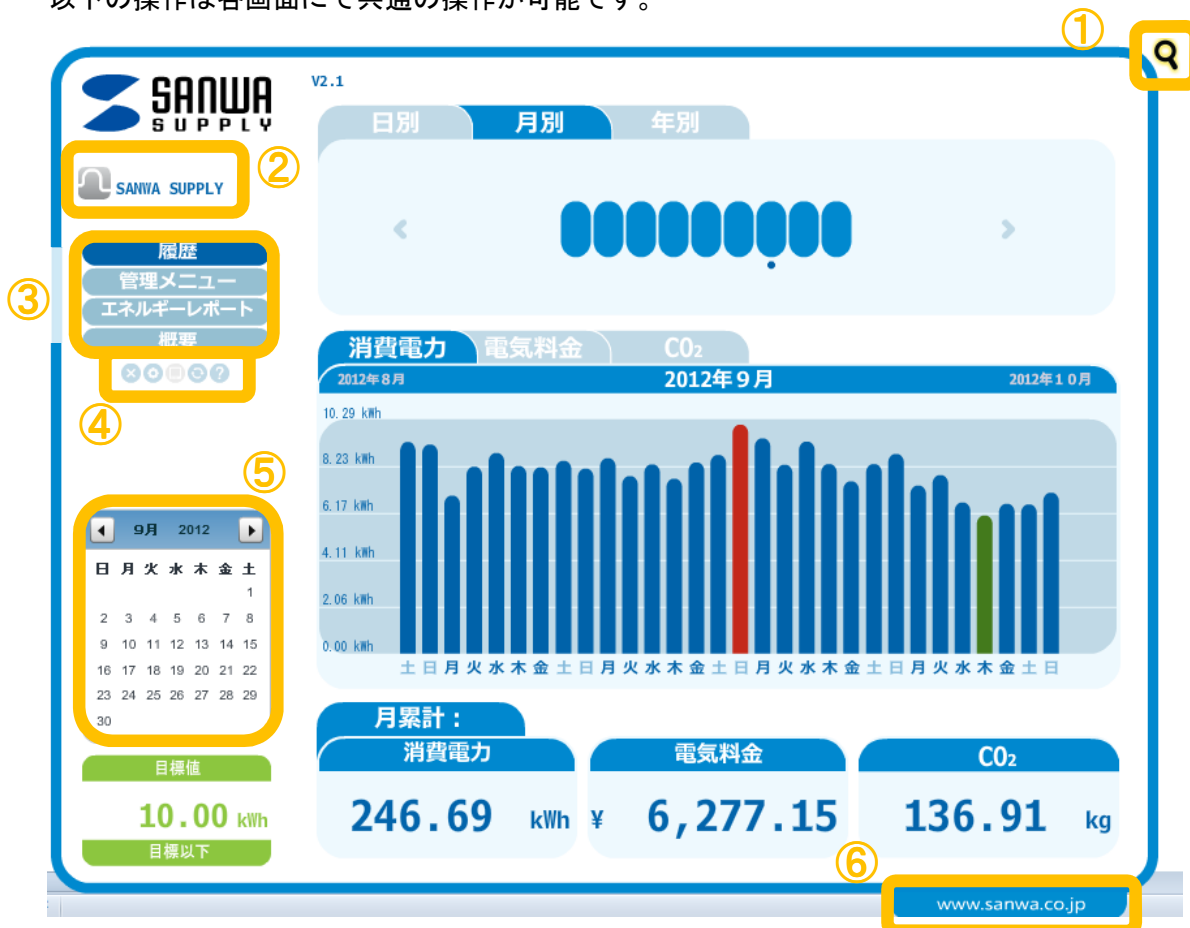 以下の操作は各画面にて共通の操作が可能です。
①
SANWA
SUPPLY
V2.1
日別 月別 年別
②
SANWA SUPPLY
③
履歴
管理メニュー
エネルギーレポート
概要
④
消費電力 電気料金 CO₂
2012年8月 2012年9月 2012年10月
10.29 kWh
8.23 kWh
6.17 kWh
4.11 kWh
2.06 kWh
0.00 kWh
土 日 月 火 水 木 金 土 日 月 火 水 木 金 土 日 月 火 水 木 金 土 日 月 火 水 木 金 土 日
⑤
9月 2012
日 月 火 水 木 金 土
1
2 3 4 5 6 7 8
9 10 11 12 13 14 15
16 17 18 19 20 21 22
23 24 25 26 27 28 29
30
目標値
10.00 kWh
目標以下
月累計：
消費電力 電気料金 CO₂
246.69 kWh ¥ 6,277.15 136.91 kg
⑥
www.sanwa.co.jp